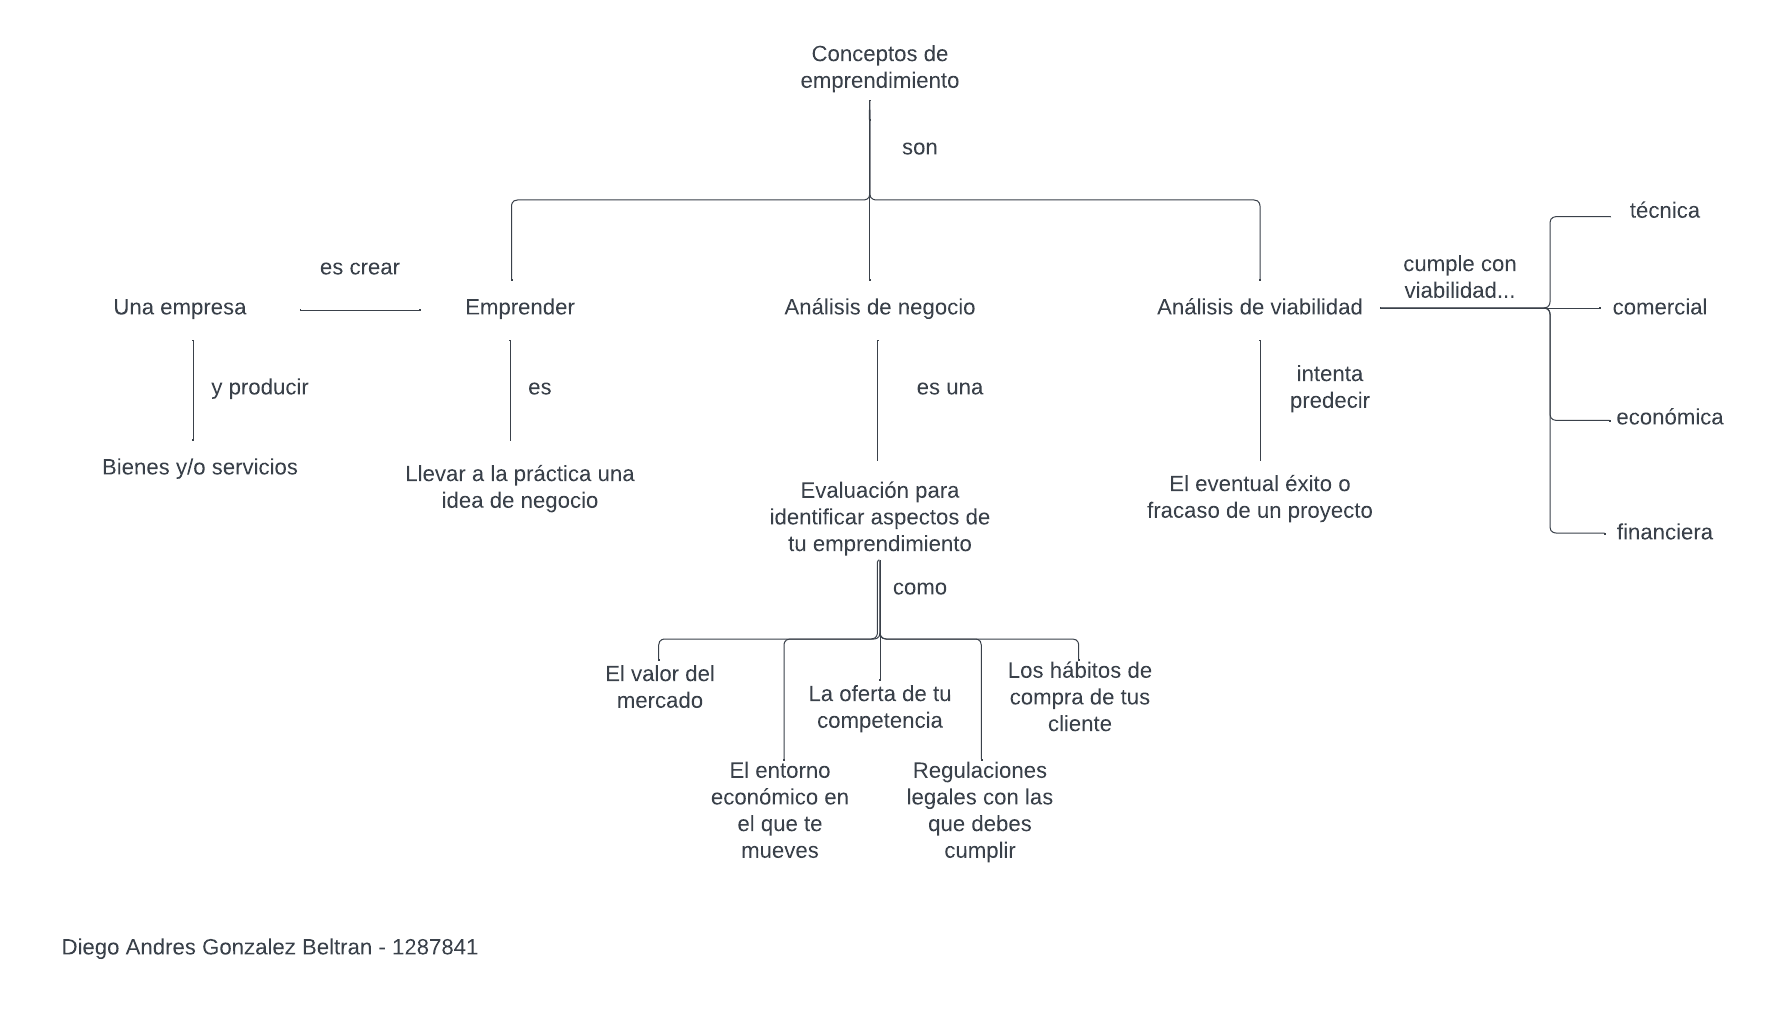 Conceptos de
emprendimiento
son
técnica
es crear
cumple con
viabilidad...
Una empresa
Emprender
Análisis de negocio
Análisis de viabilidad
comercial
y producir
es
es una
intenta
predecir
económica
Bienes y/o servicios
Llevar a la práctica una
idea de negocio
Evaluación para
identificar aspectos de
tu emprendimiento
El eventual éxito o
fracaso de un proyecto
financiera
como
El valor del
mercado
La oferta de tu
competencia
Los hábitos de
compra de tus
cliente
El entorno
económico en
el que te
mueves
Regulaciones
legales con las
que debes
cumplir
Diego Andres Gonzalez Beltran - 1287841